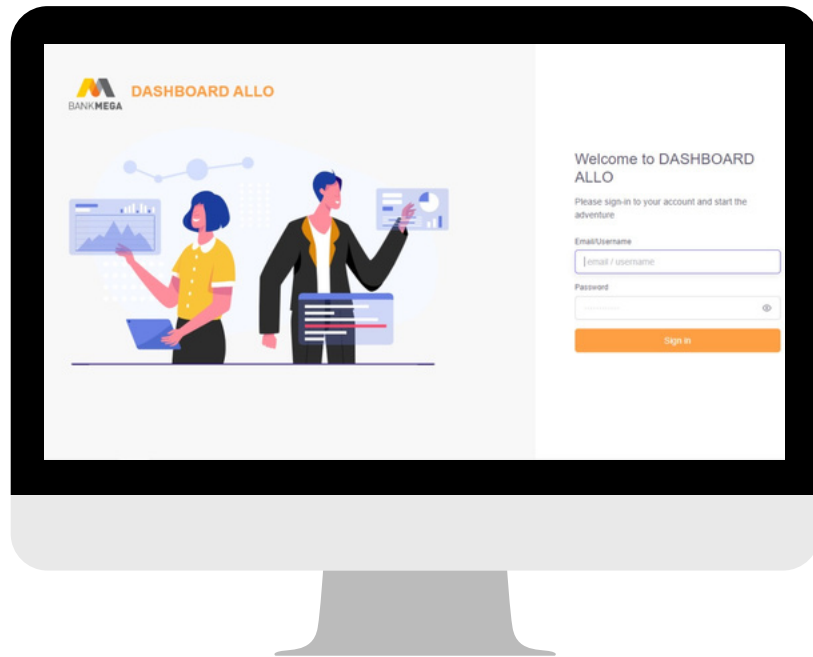 BANKMEGA
DASHBOARD ALLO
Welcome to DASHBOARD
ALLO
Please sign-in to your account and start the
adventure
Email/Username
email / username
Password
Sign in